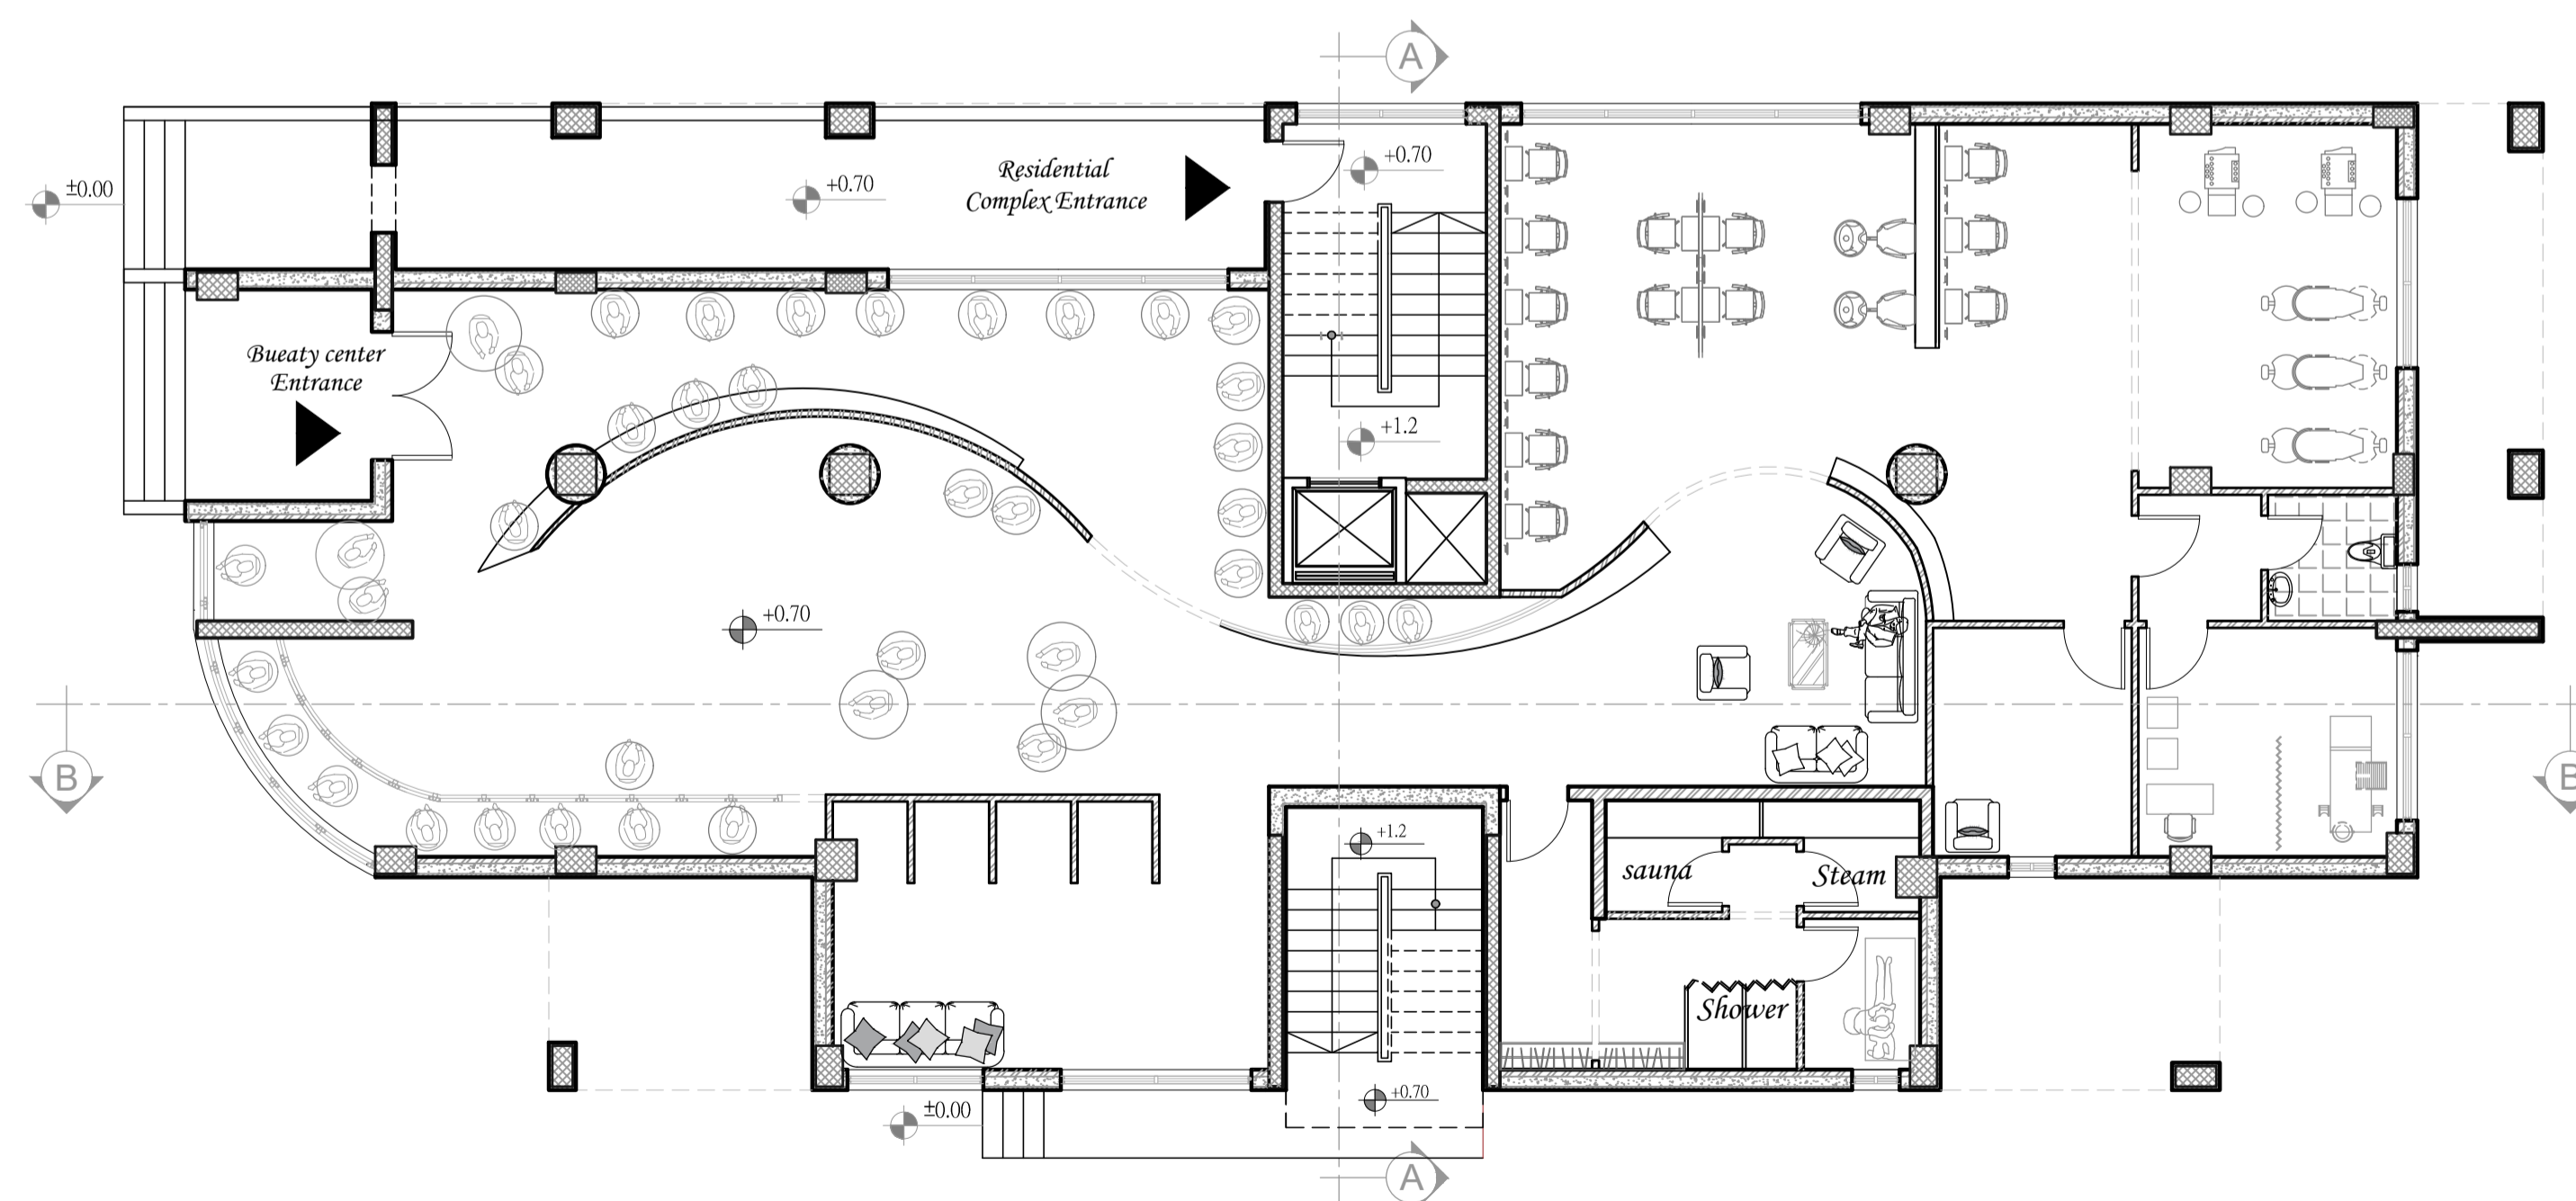 A
±0.00
+0.70
Residential
Complex Entrance
+0.70
Bueaty center
Entrance
+1.2
+0.70
B
B
+1.2
sauna
Steam
Shower
+0.70
±0.00
A